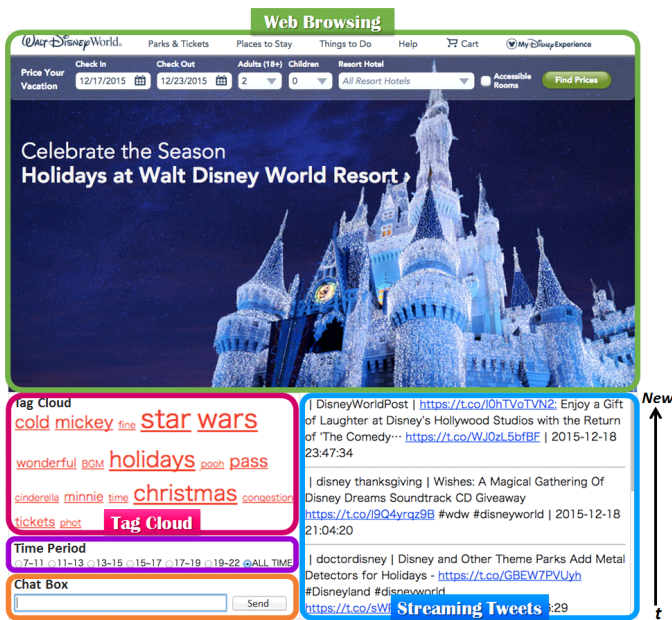 Web Browsing
Walt Disney World. Parks & Tickets Places to Stay Things to Do Help Cart My Disney Experience
Price Your Vacation
Check In Check Out Adults (18+) Children Resort Hotel
12/17/2015 12/23/2015 2 0 All Resort Hotels Accessible Rooms Find Prices
Celebrate the Season
Holidays at Walt Disney World Resort ›
Tag Cloud
cold mickey fine star wars
wonderful BGM holidays pooh pass
cinderella minnie time christmas congestion
tickets phot
Tag Cloud
Time Period
7~11 11~13 13~15 15~17 17~19 19~22 ALL TIME
Chat Box
Send
| DisneyWorldPost | https://t.co/l0hTVoTVN2: Enjoy a Gift
of Laughter at Disney's Hollywood Studios with the Return
of 'The Comedy… https://t.co/WJ0zL5bfBF | 2015-12-18
23:47:34
| disney thanksgiving | Wishes: A Magical Gathering Of
Disney Dreams Soundtrack CD Giveaway
https://t.co/l9Q4yrqz9B #wdw #disneyworld | 2015-12-18
21:04:20
| doctordisney | Disney and Other Theme Parks Add Metal
Detectors for Holidays - https://t.co/GBEW7PVUyh
#Disneyland #disneyworld
Streaming Tweets
New
t